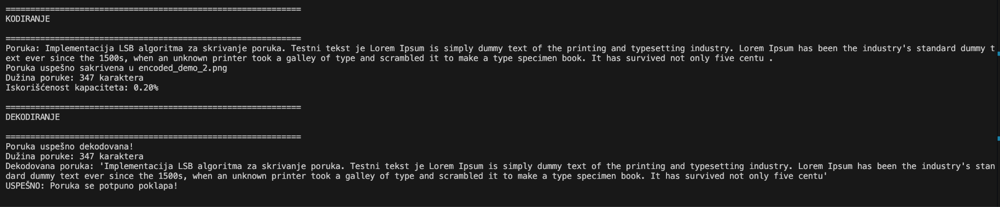 ============================================================
KODIRANJE
============================================================
Poruka: Implementacija LSB algoritma za skrivanje poruka. Testni tekst je Lorem Ipsum is simply dummy text of the printing and typesetting industry. Lorem Ipsum has been the industry's standard dummy t
ext ever since the 1500s, when an unknown printer took a galley of type and scrambled it to make a type specimen book. It has survived not only five centu .
Poruka uspešno sakrivena u encoded_demo_2.png
Dužina poruke: 347 karaktera
Iskorišćenost kapaciteta: 0.20%
============================================================
DEKODIRANJE
============================================================
Poruka uspešno dekodovana!
Dužina poruke: 347 karaktera
Dekodovana poruka: 'Implementacija LSB algoritma za skrivanje poruka. Testni tekst je Lorem Ipsum is simply dummy text of the printing and typesetting industry. Lorem Ipsum has been the industry's stan
dard dummy text ever since the 1500s, when an unknown printer took a galley of type and scrambled it to make a type specimen book. It has survived not only five centu'
USPEŠNO: Poruka se potpuno poklapa!